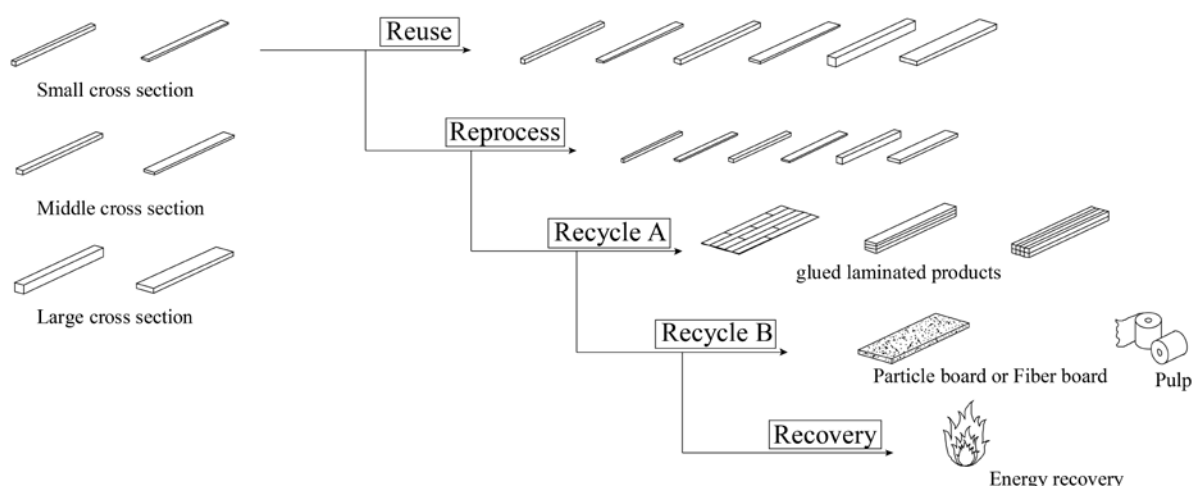 Reuse
Small cross section
Reprocess
Middle cross section
Recycle A
glued laminated products
Large cross section
Recycle B
Particle board or Fiber board
Pulp
Recovery
Energy recovery